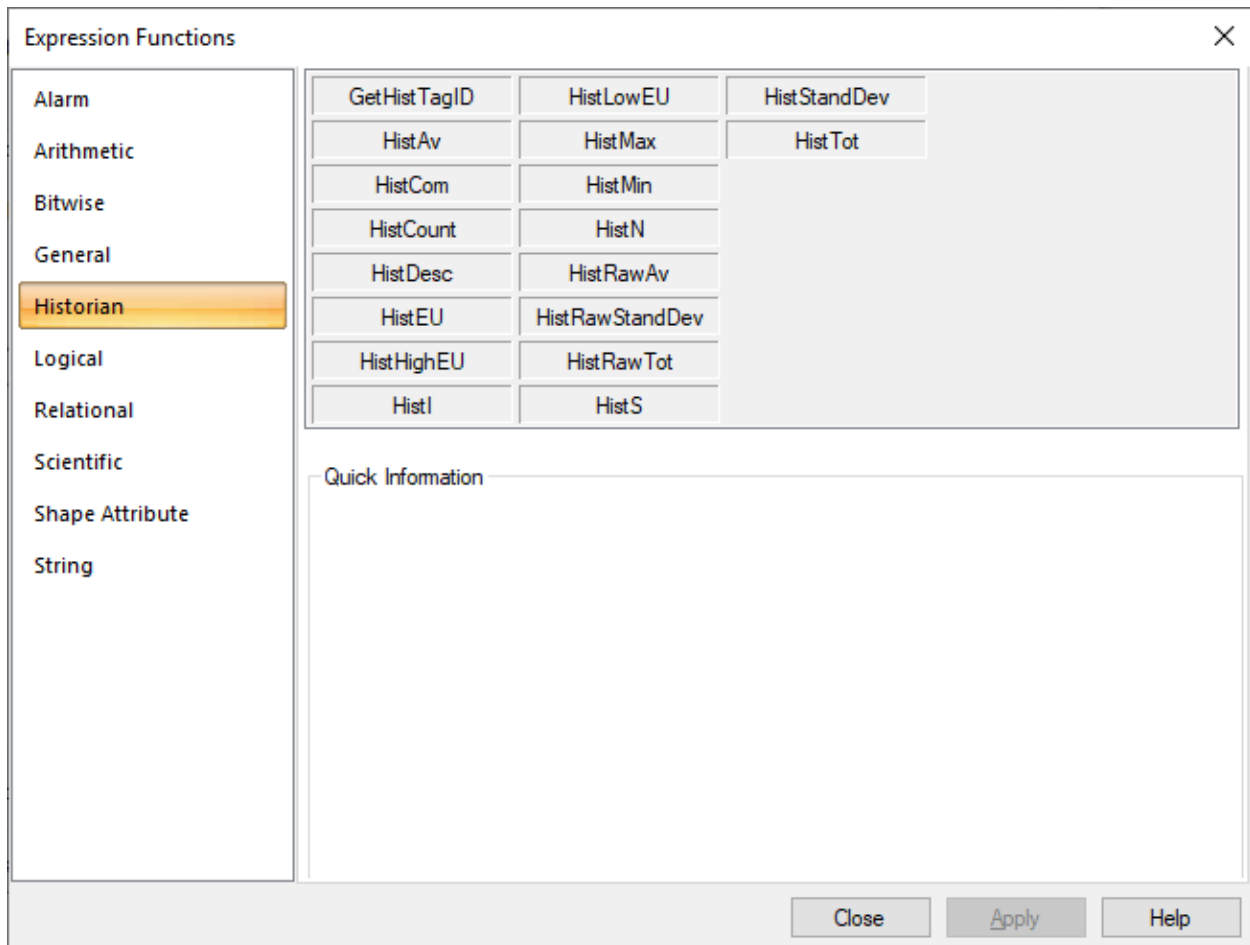 Expression Functions
Alarm
Arithmetic
Bitwise
General
Historian
Logical
Relational
Scientific
Shape Attribute
String
GetHistTagID HistLowEU HistStandDev
HistAv HistMax HistTot
HistCom HistMin
HistCount HistN
HistDesc HistRawAv
HistEU HistRawStandDev
HistHighEU HistRawTot
HistI HistS
Quick Information
Close Apply Help